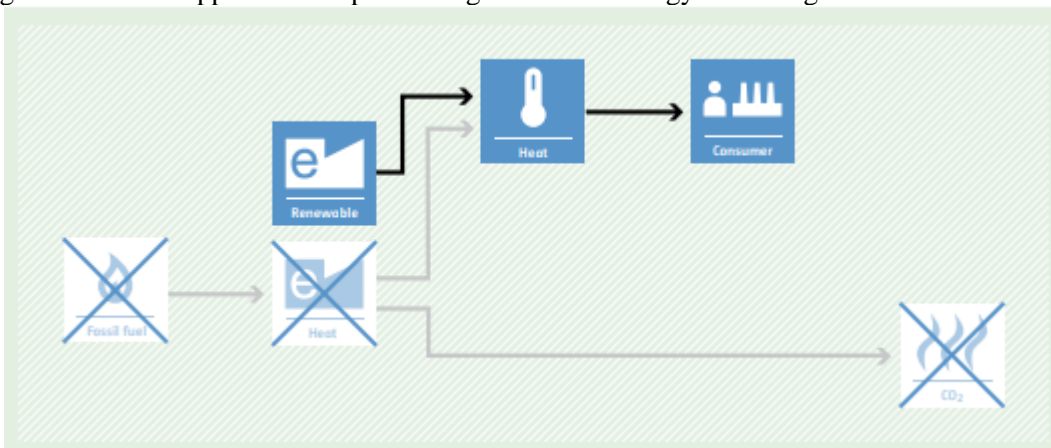 Heat
Consumer
e
Renewable
Fossil fuel
e
Heat
CO₂